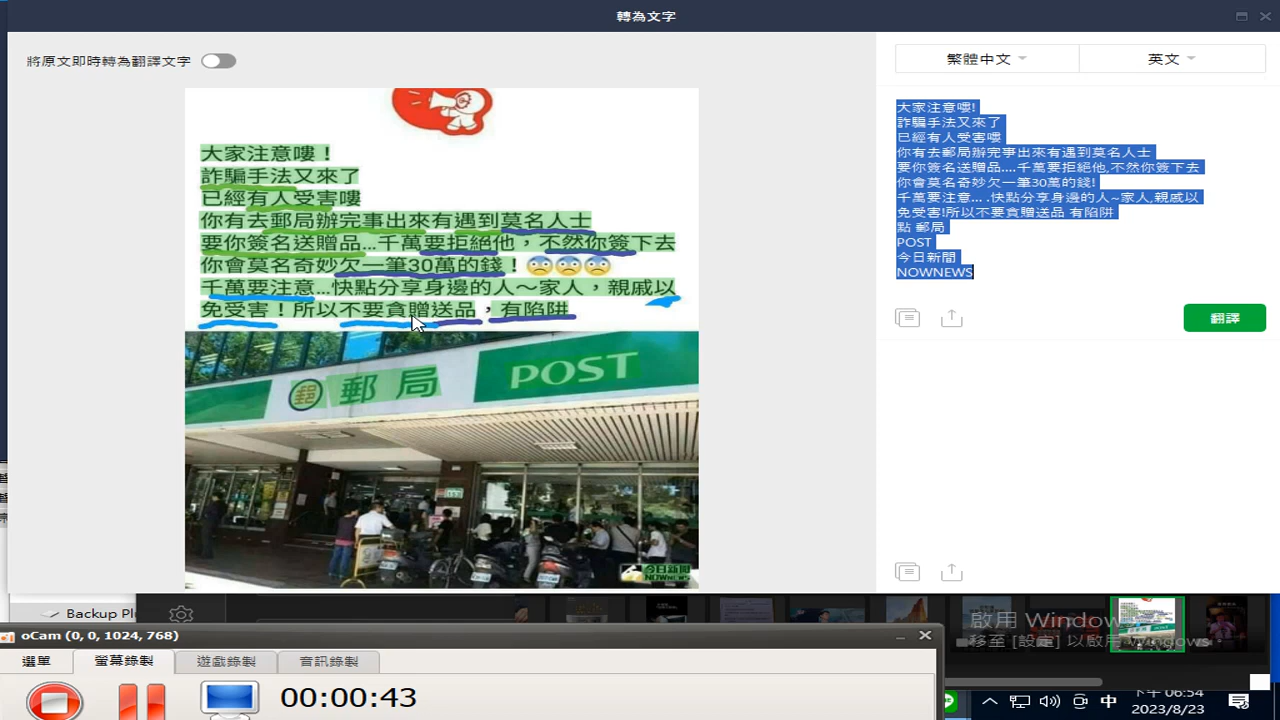 轉為文字
將原文即時轉為翻譯文字
大家注意嘍！
詐騙手法又來了
已經有人受害嘍
你有去郵局辦完事出來有遇到莫名人士
要你簽名送贈品...千萬要拒絕他，不然你簽下去
你會莫名奇妙欠一筆30萬的錢！
千萬要注意...快點分享身邊的人～家人，親戚以
免受害！所以不要貪贈送品，有陷阱
郵局 POST
今日新聞
NOWNEWS
繁體中文
英文
大家注意嘍!
詐騙手法又來了
已經有人受害嘍
你有去郵局辦完事出來有遇到莫名人士
要你簽名送贈品....千萬要拒絕他,不然你簽下去
你會莫名奇妙欠一筆30萬的錢!
千萬要注意... .快點分享身邊的人~家人,親戚以
免受害!所以不要貪贈送品 有陷阱
點 郵局
POST
今日新聞
NOWNEWS
翻譯
Backup Pl
啟用 Windows
移至 [設定] 以啟用 Windows。
oCam (0, 0, 1024, 768)
選單
螢幕錄製
遊戲錄製
音訊錄製
00:00:43
中
下午 06:54
2023/8/23